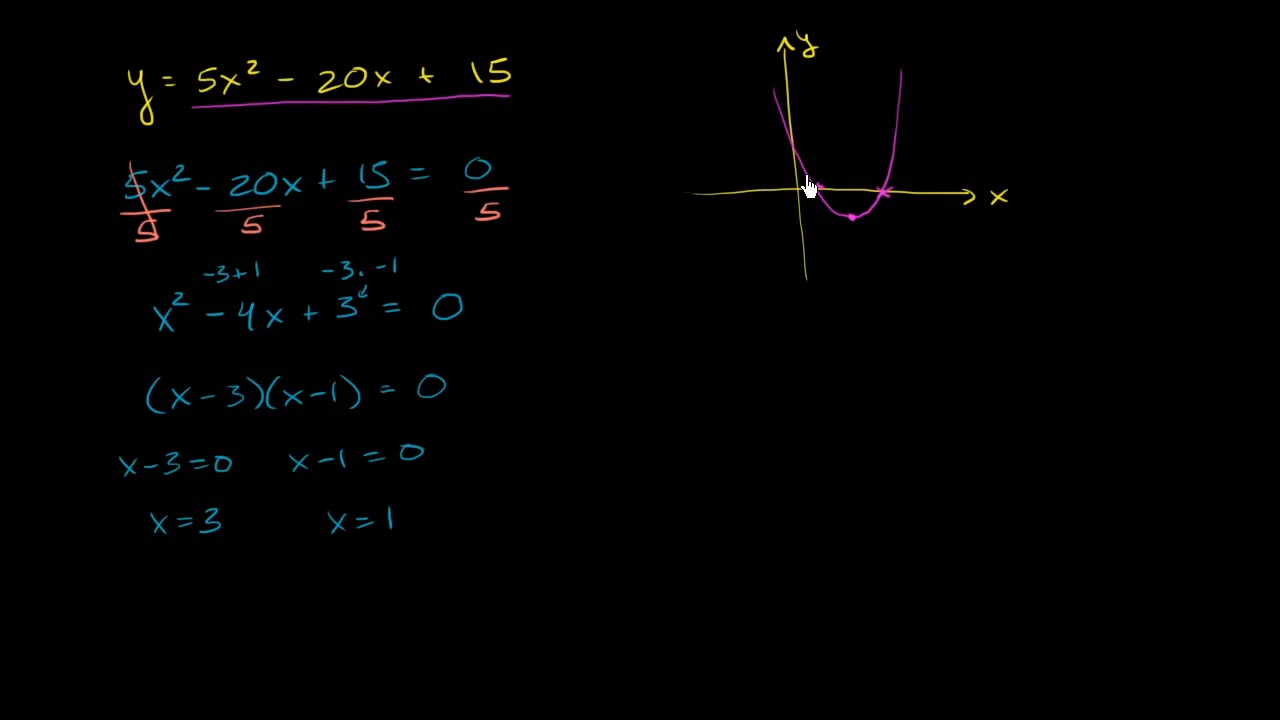 y = 5x² - 20x + 15
5x² - 20x + 15 = 0
5 5 5 5
-3+1 -3·-1
x² - 4x + 3 = 0
(x-3)(x-1) = 0
x-3=0 x-1=0
x=3 x=1
y
x